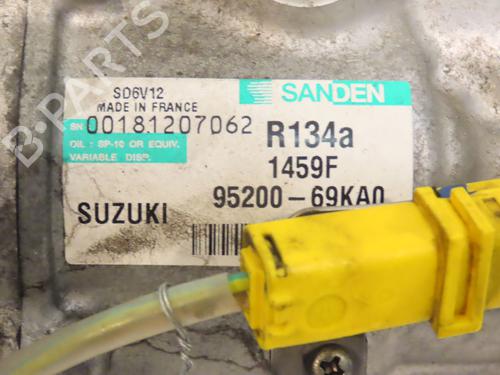 SD6V12
MADE IN FRANCE
SANDEN
SN 00181207062
R134a
OIL : SP-10 OR EQUIV.
VARIABLE DISP.
1459F
95200-69KA0
SUZUKI
B-PARTS